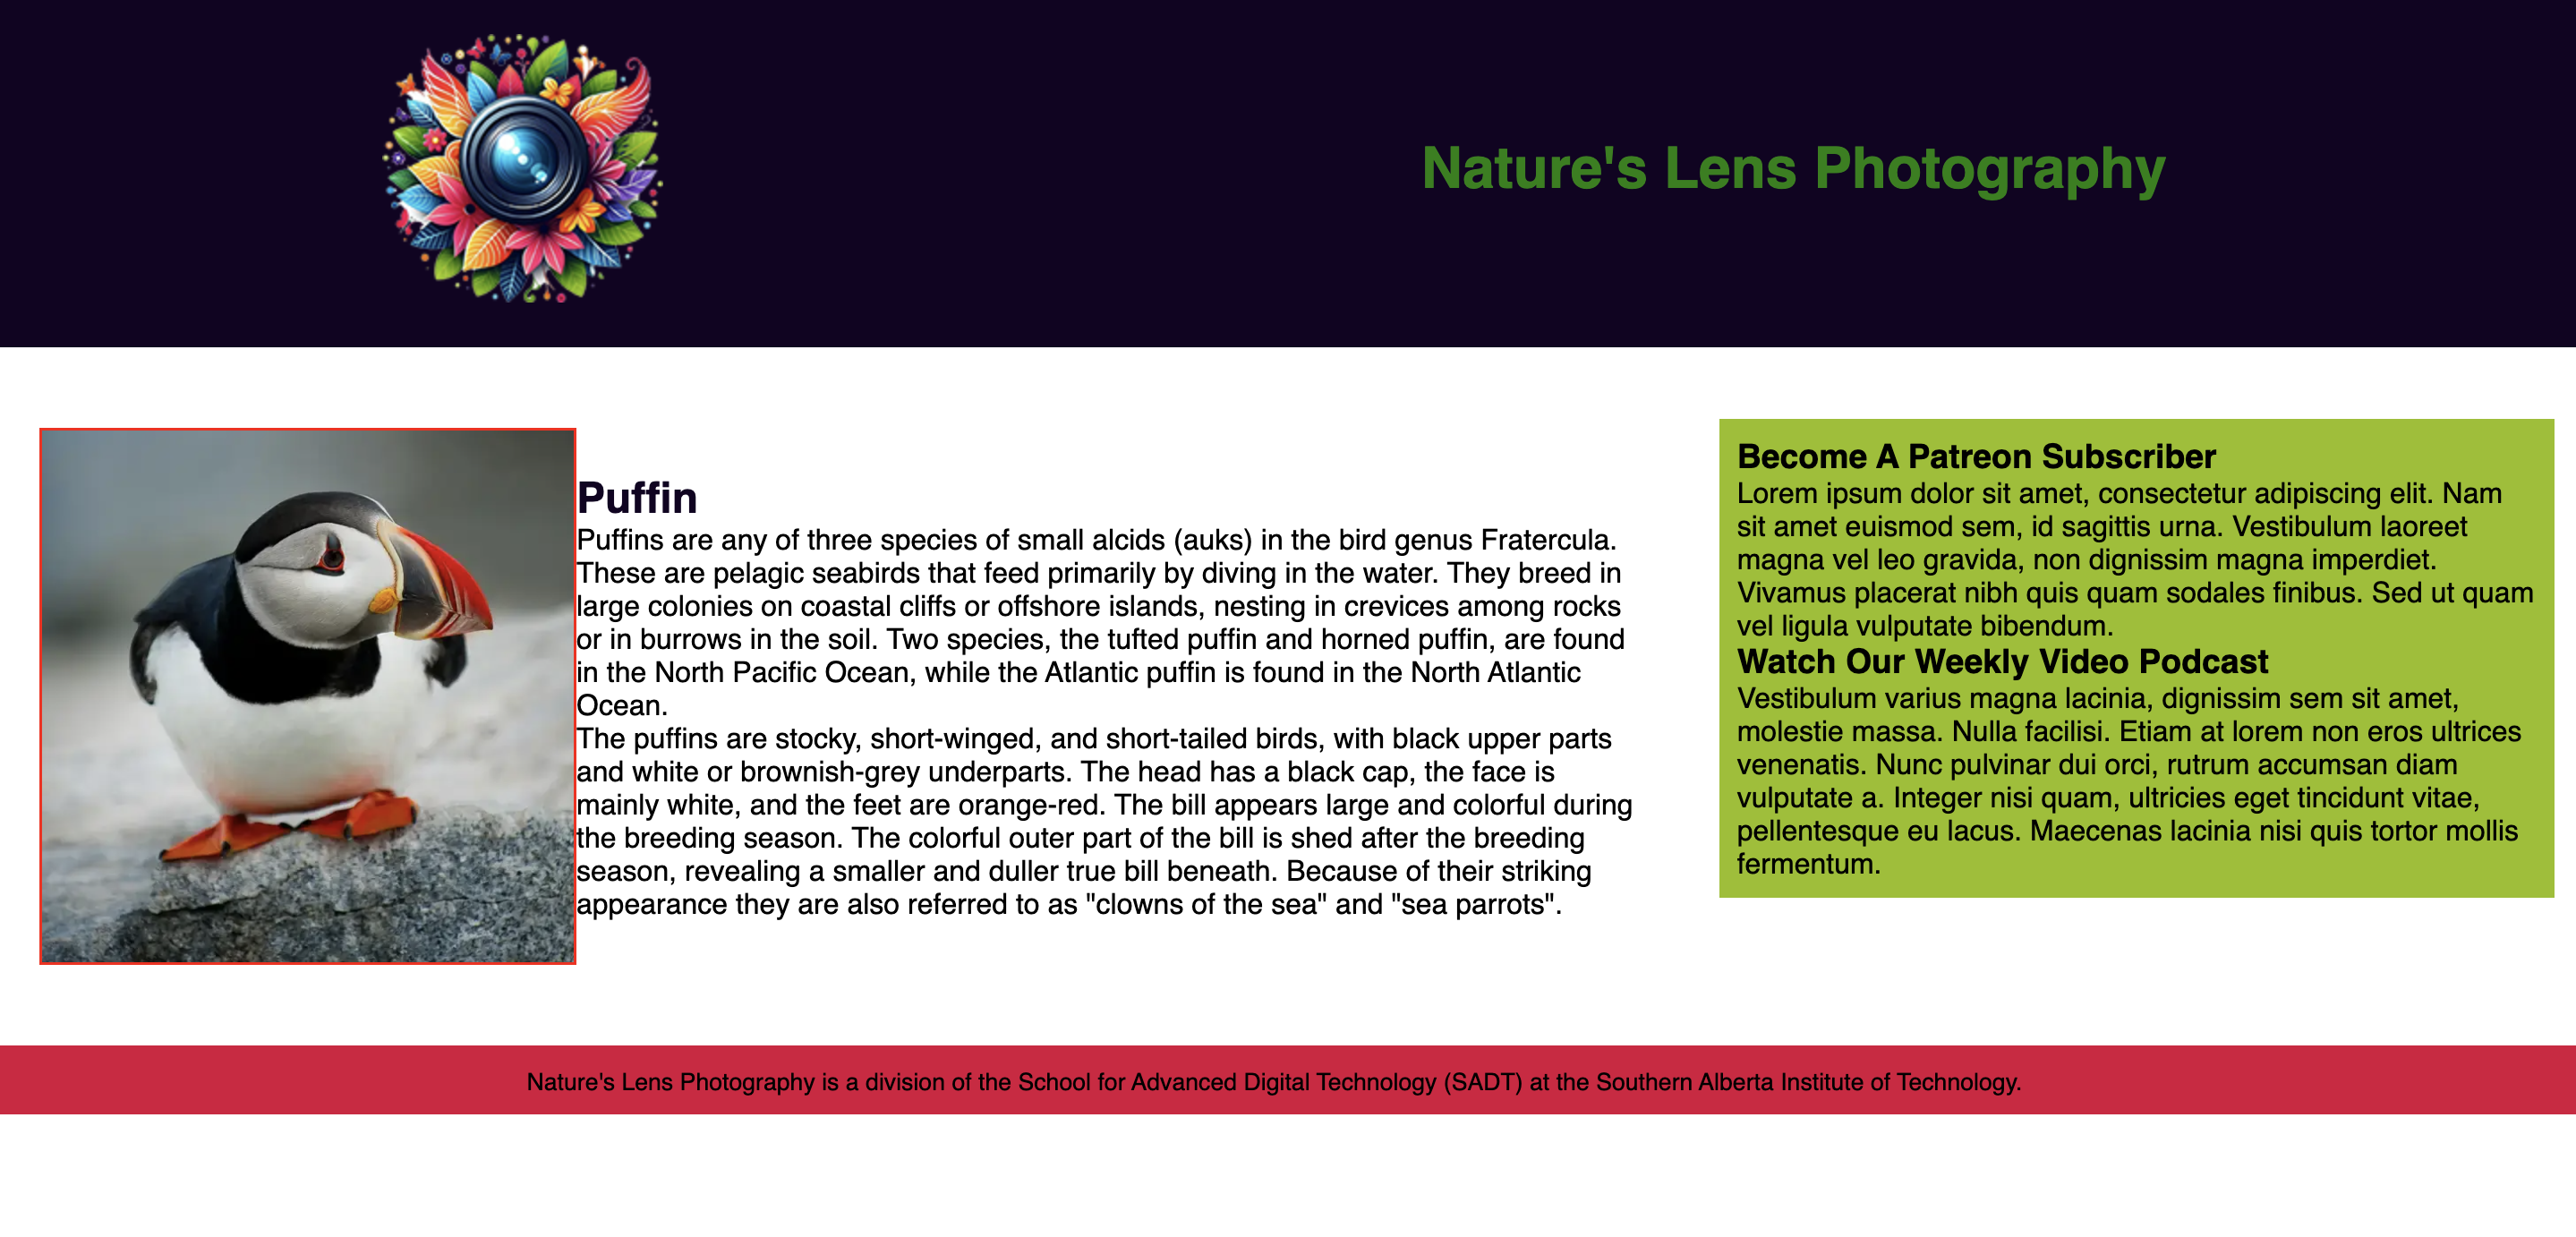 Nature's Lens Photography
Puffin
Puffins are any of three species of small alcids (auks) in the bird genus Fratercula.
These are pelagic seabirds that feed primarily by diving in the water. They breed in
large colonies on coastal cliffs or offshore islands, nesting in crevices among rocks
or in burrows in the soil. Two species, the tufted puffin and horned puffin, are found
in the North Pacific Ocean, while the Atlantic puffin is found in the North Atlantic
Ocean.
The puffins are stocky, short-winged, and short-tailed birds, with black upper parts
and white or brownish-grey underparts. The head has a black cap, the face is
mainly white, and the feet are orange-red. The bill appears large and colorful during
the breeding season. The colorful outer part of the bill is shed after the breeding
season, revealing a smaller and duller true bill beneath. Because of their striking
appearance they are also referred to as "clowns of the sea" and "sea parrots".
Become A Patreon Subscriber
Lorem ipsum dolor sit amet, consectetur adipiscing elit. Nam
sit amet euismod sem, id sagittis urna. Vestibulum laoreet
magna vel leo gravida, non dignissim magna imperdiet.
Vivamus placerat nibh quis quam sodales finibus. Sed ut quam
vel ligula vulputate bibendum.
Watch Our Weekly Video Podcast
Vestibulum varius magna lacinia, dignissim sem sit amet,
molestie massa. Nulla facilisi. Etiam at lorem non eros ultrices
venenatis. Nunc pulvinar dui orci, rutrum accumsan diam
vulputate a. Integer nisi quam, ultricies eget tincidunt vitae,
pellentesque eu lacus. Maecenas lacinia nisi quis tortor mollis
fermentum.
Nature's Lens Photography is a division of the School for Advanced Digital Technology (SADT) at the Southern Alberta Institute of Technology.